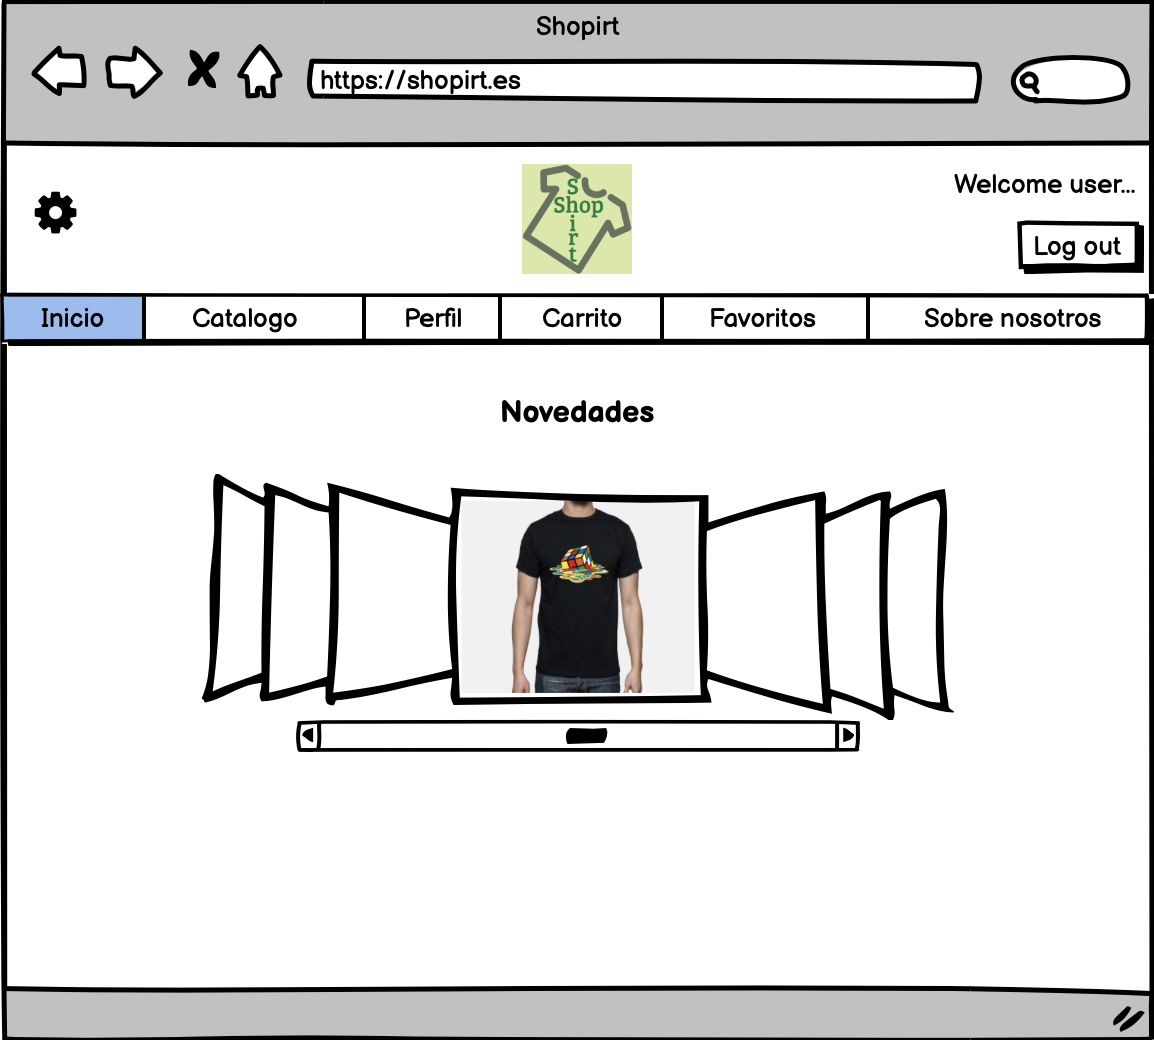 Shopirt
https://shopirt.es
S
Shop
i
r
t
Welcome user...
Log out
Inicio
Catalogo
Perfil
Carrito
Favoritos
Sobre nosotros
Novedades